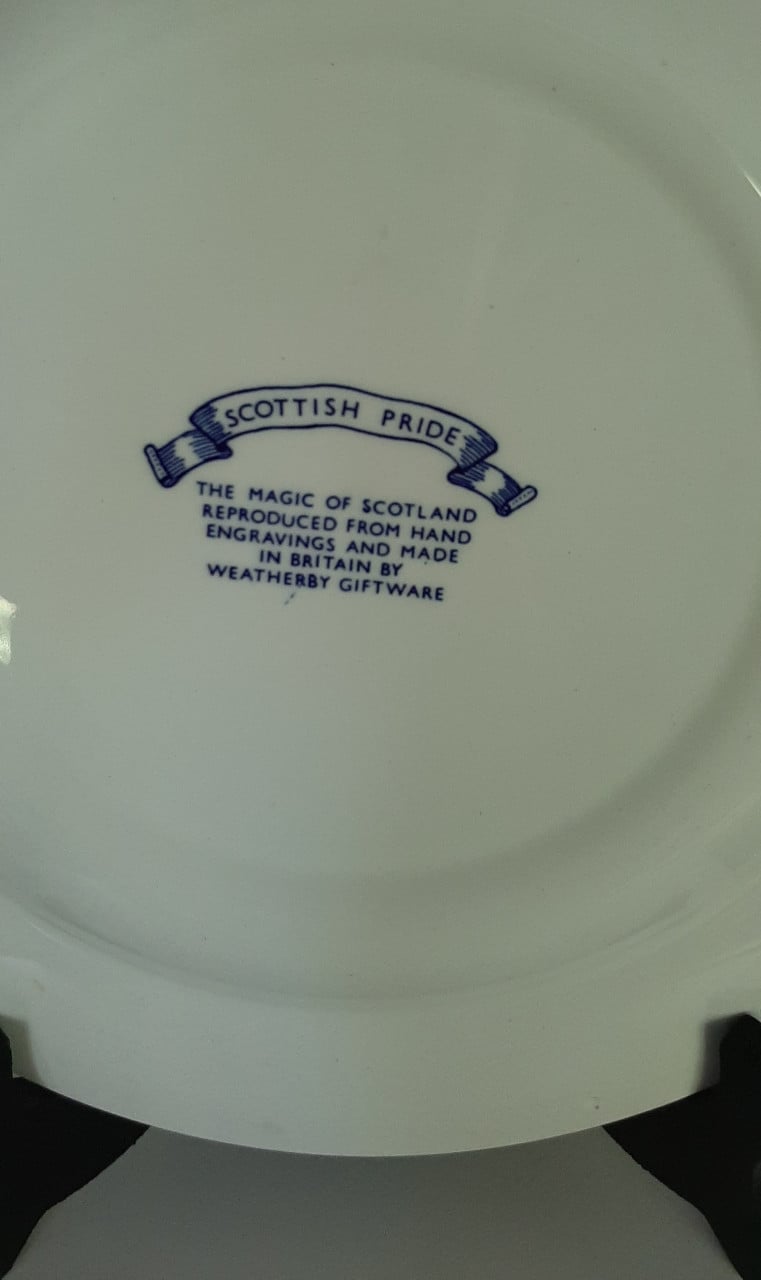 SCOTTISH PRIDE
THE MAGIC OF SCOTLAND
REPRODUCED FROM HAND
ENGRAVINGS AND MADE
IN BRITAIN BY
WEATHERBY GIFTWARE